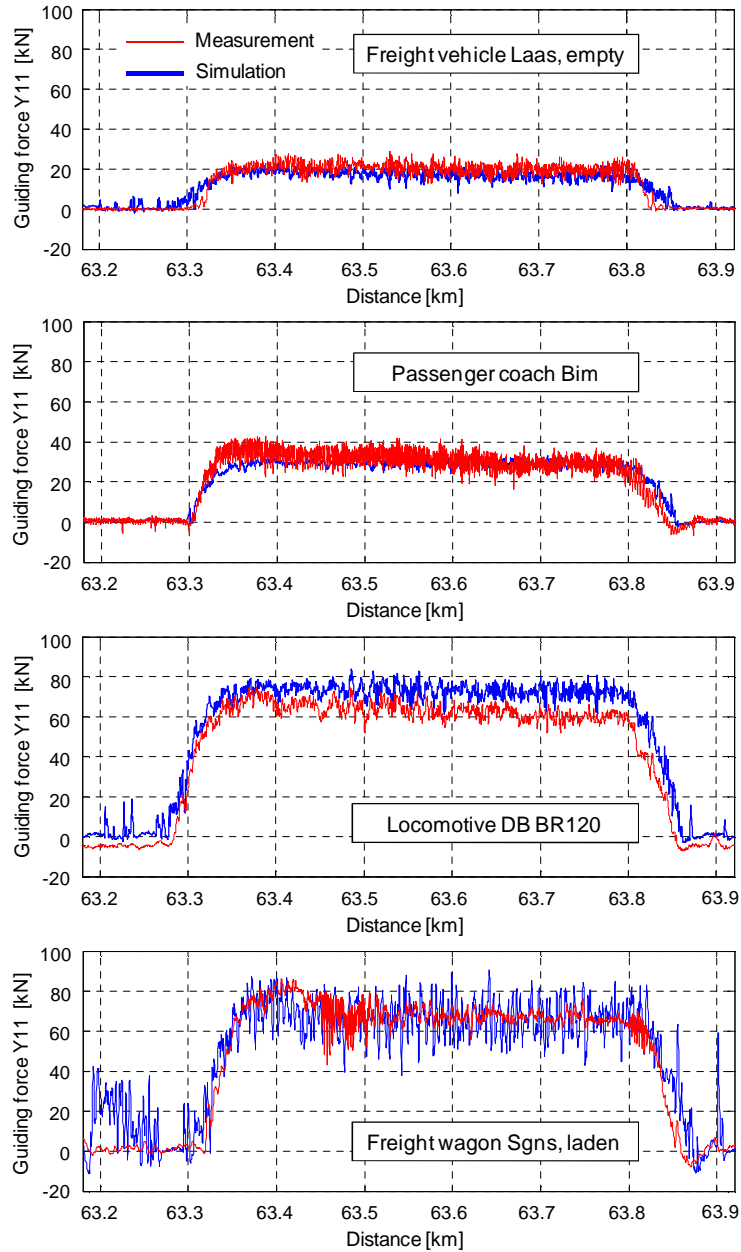 100
80
60
40
20
0
-20
Guiding force Y11 [kN]
Measurement
Simulation
Freight vehicle Laas, empty
63.2 63.3 63.4 63.5 63.6 63.7 63.8 63.9
Distance [km]
100
80
60
40
20
0
-20
Guiding force Y11 [kN]
Passenger coach Bim
63.2 63.3 63.4 63.5 63.6 63.7 63.8 63.9
Distance [km]
100
80
60
40
20
0
-20
Guiding force Y11 [kN]
Locomotive DB BR120
63.2 63.3 63.4 63.5 63.6 63.7 63.8 63.9
Distance [km]
100
80
60
40
20
0
-20
Guiding force Y11 [kN]
Freight wagon Sgns, laden
63.2 63.3 63.4 63.5 63.6 63.7 63.8 63.9
Distance [km]